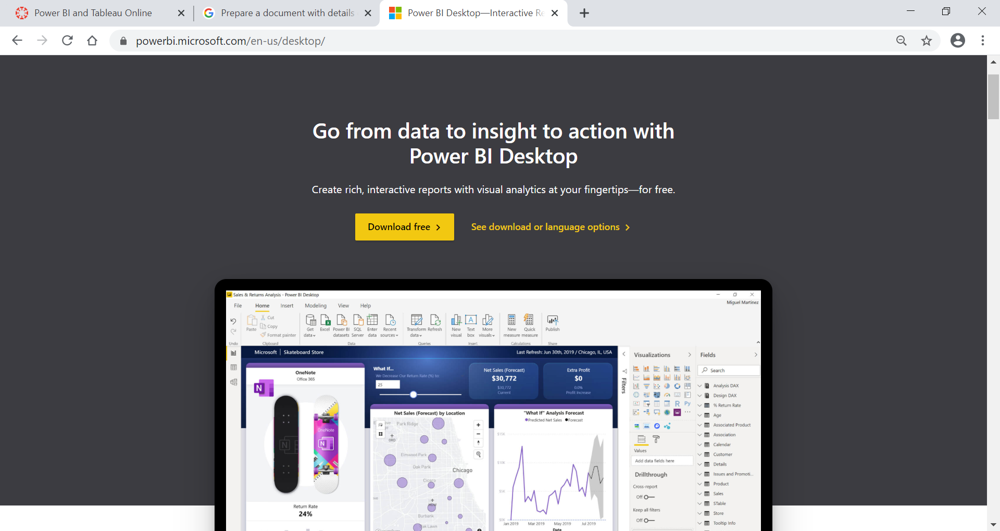 Power BI and Tableau Online
Prepare a document with details
Power BI Desktop—Interactive Re
powerbi.microsoft.com/en-us/desktop/
Go from data to insight to action with
Power BI Desktop
Create rich, interactive reports with visual analytics at your fingertips—for free.
Download free
See download or language options
Sales & Returns Analysis - Power BI Desktop
Miguel Martinez
File Home Insert Modeling View Help
Undo
Paste
Cut
Copy
Format painter
Clipboard
Get data
Excel
Power BI datasets
SQL Server
Enter data
Recent sources
Data
Transform data
Refresh
Queries
New visual
Text box
More visuals
Insert
New measure
Quick measure
Calculations
Publish
Share
Microsoft | Skateboard Store
Last Refresh: Jun 30th, 2019 / Chicago, IL, USA
OneNote
Office 365
N
OneNote
N
Return Rate
24%
What If...
We Decrease Our Return Rate (%) to:
25
Net Sales (Forecast)
$30,772
$30,772
Current
Extra Profit
$0
0.0%
Profit Increase
Net Sales (Forecast) by Location
Park Ridge
ORD
Elmwood Park
Oak Park
Chicago
Cicero
MDW
Burbank
Oak Lawn
"What If" Analysis Forecast
Predicted Net Sales Forecast
$15K
$10K
$5K
$0K
Jan 2019 Mar 2019 May 2019 Jul 2019
Date
Filters
Visualizations
R Py
Values
Add data fields here
Drillthrough
Cross-report
Off
Keep all filters
Off
Fields
Search
Analysis DAX
Design DAX
% Return Rate
Age
Associated Product
Association
Calendar
Customer
Details
Issues and Promoti...
Product
Sales
STable
Store
Tooltip Info